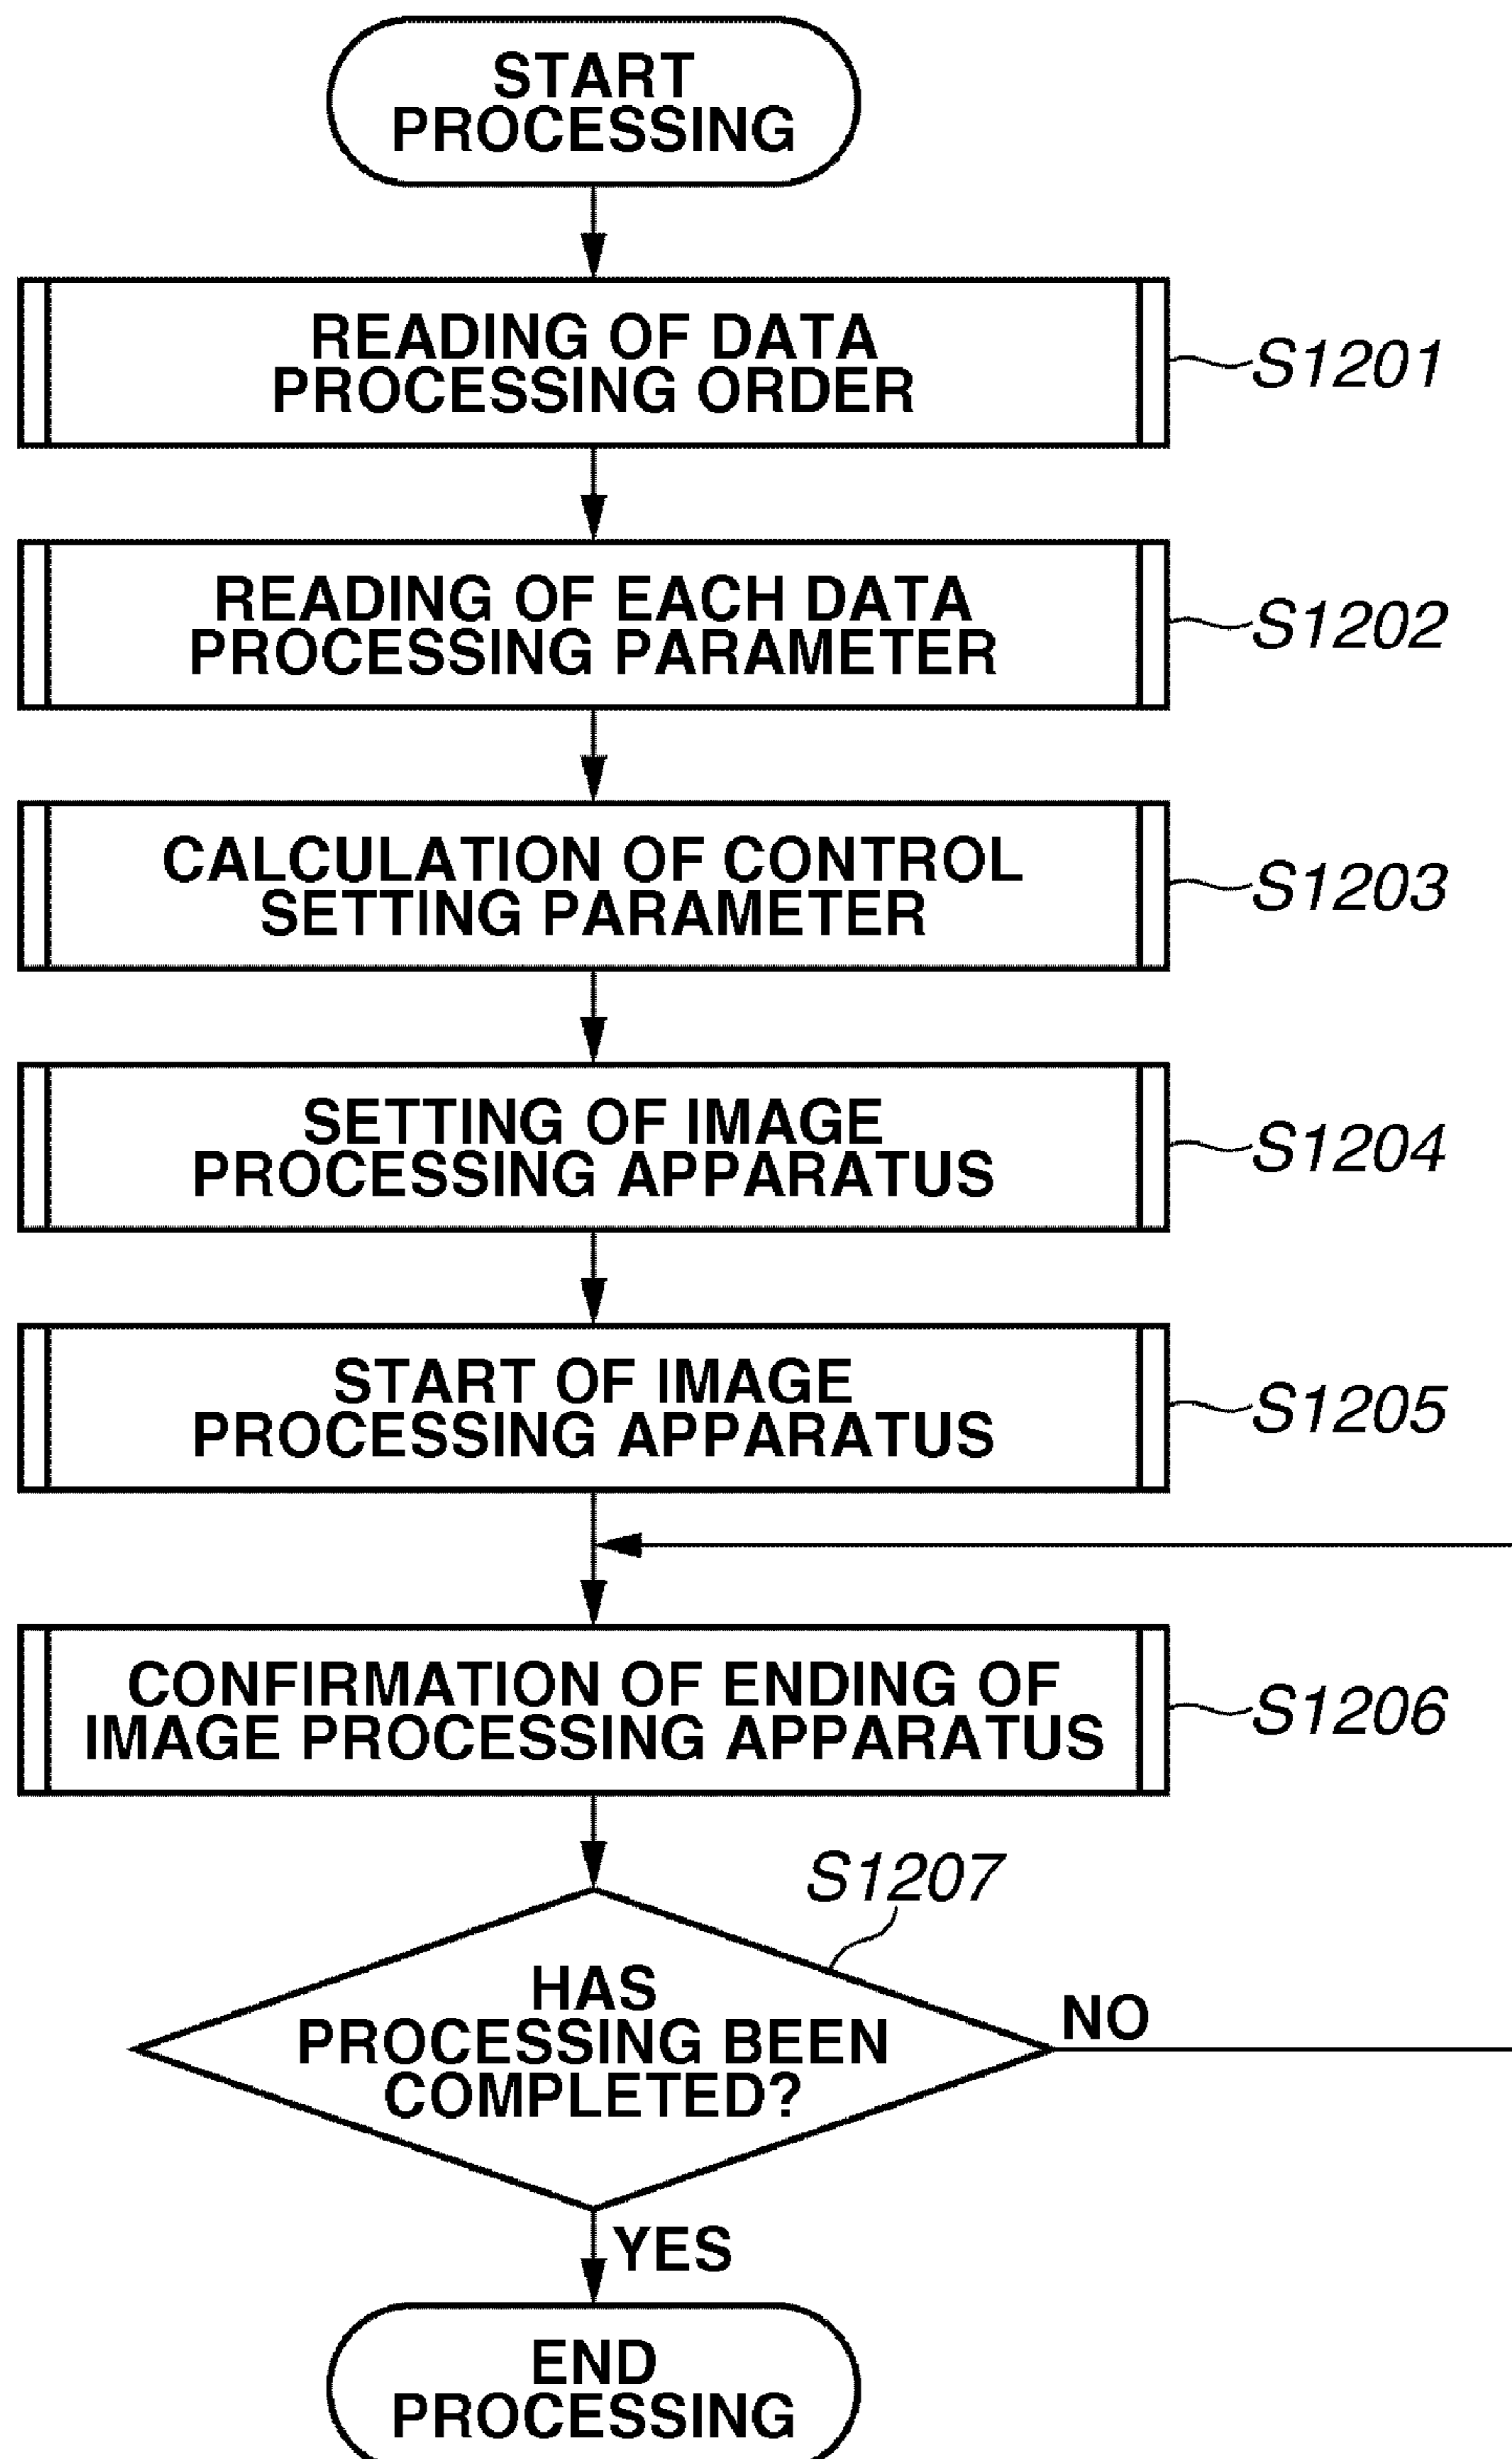 START
PROCESSING
READING OF DATA
PROCESSING ORDER
S1201
READING OF EACH DATA
PROCESSING PARAMETER
S1202
CALCULATION OF CONTROL
SETTING PARAMETER
S1203
SETTING OF IMAGE
PROCESSING APPARATUS
S1204
START OF IMAGE
PROCESSING APPARATUS
S1205
CONFIRMATION OF ENDING OF
IMAGE PROCESSING APPARATUS
S1206
S1207
HAS
PROCESSING BEEN
COMPLETED?
NO
YES
END
PROCESSING